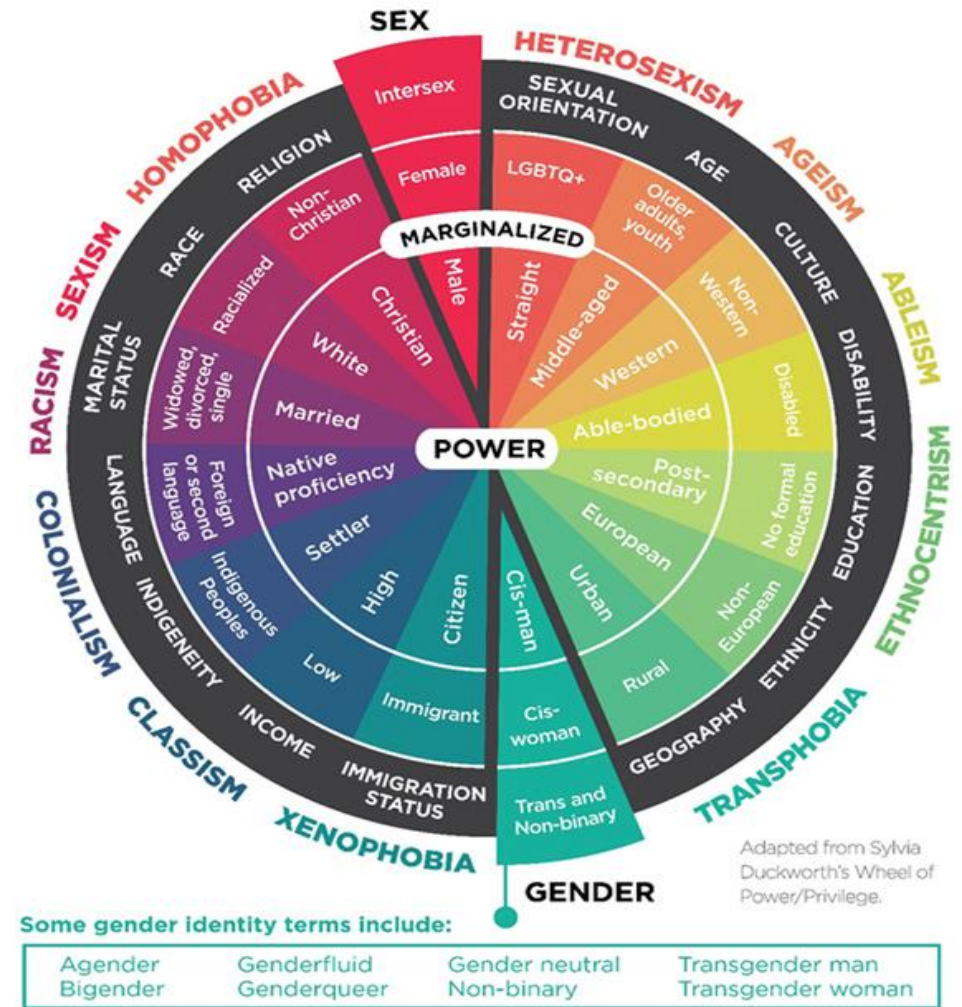 SEX
HETEROSEXISM
AGEISM
ABLEISM
ETHNOCENTRISM
TRANSPHOBIA
XENOPHOBIA
CLASSISM
COLONIALISM
RACISM
SEXISM
HOMOPHOBIA
Intersex
Female
Male
SEXUAL
ORIENTATION
LGBTQ+
Straight
AGE
Older
adults,
youth
Middle-aged
CULTURE
Non-
Western
Western
DISABILITY
Disabled
Able-bodied
EDUCATION
No formal
education
Post-
secondary
ETHNICITY
Non-
European
European
GEOGRAPHY
Rural
Urban
Cis-man
Cis-
woman
Trans and
Non-binary
GENDER
IMMIGRATION
STATUS
Immigrant
Citizen
INCOME
Low
High
INDIGENEITY
Indigenous
Peoples
Settler
LANGUAGE
Foreign
or second
language
Native
proficiency
MARITAL
STATUS
Widowed,
divorced,
single
Married
RACE
Racialized
White
RELIGION
Non-
Christian
Christian
MARGINALIZED
POWER
Adapted from Sylvia
Duckworth's Wheel of
Power/Privilege.
Some gender identity terms include:
Agender Genderfluid Gender neutral Transgender man
Bigender Genderqueer Non-binary Transgender woman